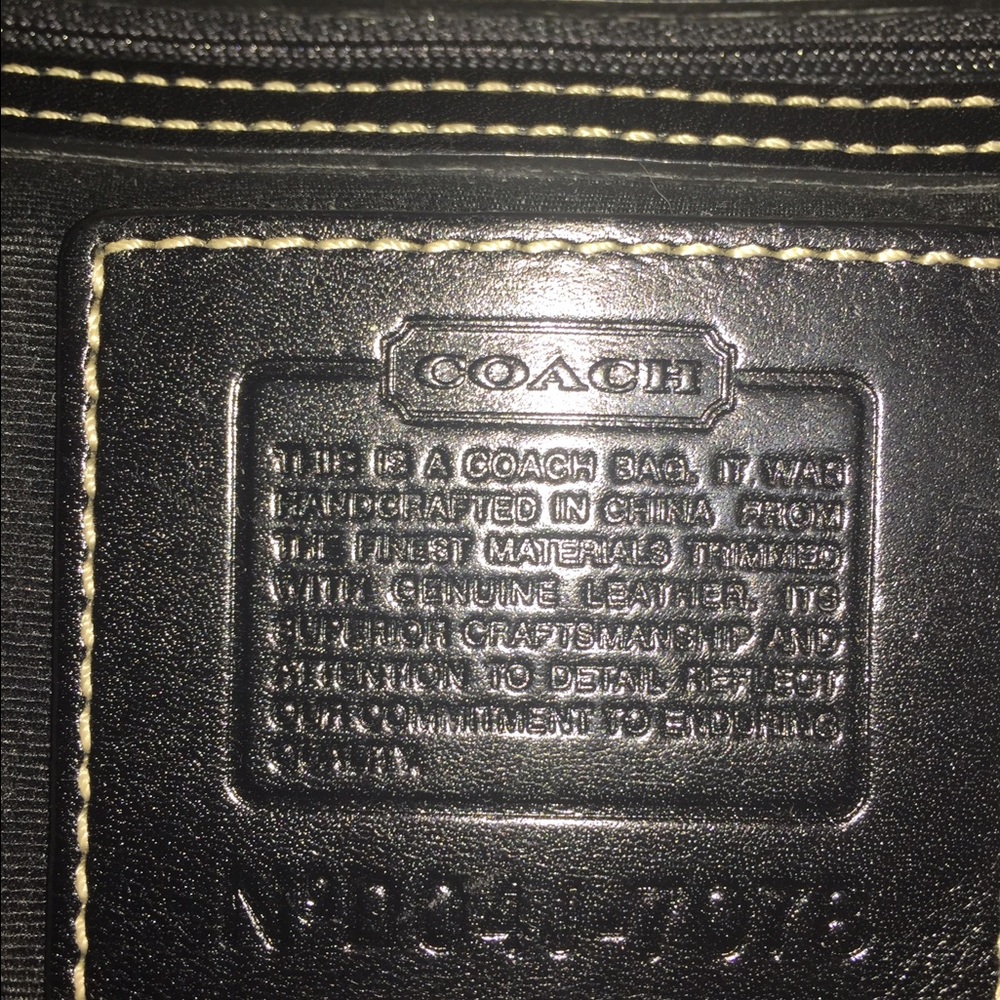 COACH
THIS IS A COACH BAG. IT WAS
HANDCRAFTED IN CHINA FROM
THE FINEST MATERIALS TRIMMED
WITH GENUINE LEATHER. ITS
SUPERIOR CRAFTSMANSHIP AND
ATTENTION TO DETAIL REFLECT
OUR COMMITMENT TO ENDURING
QUALITY.